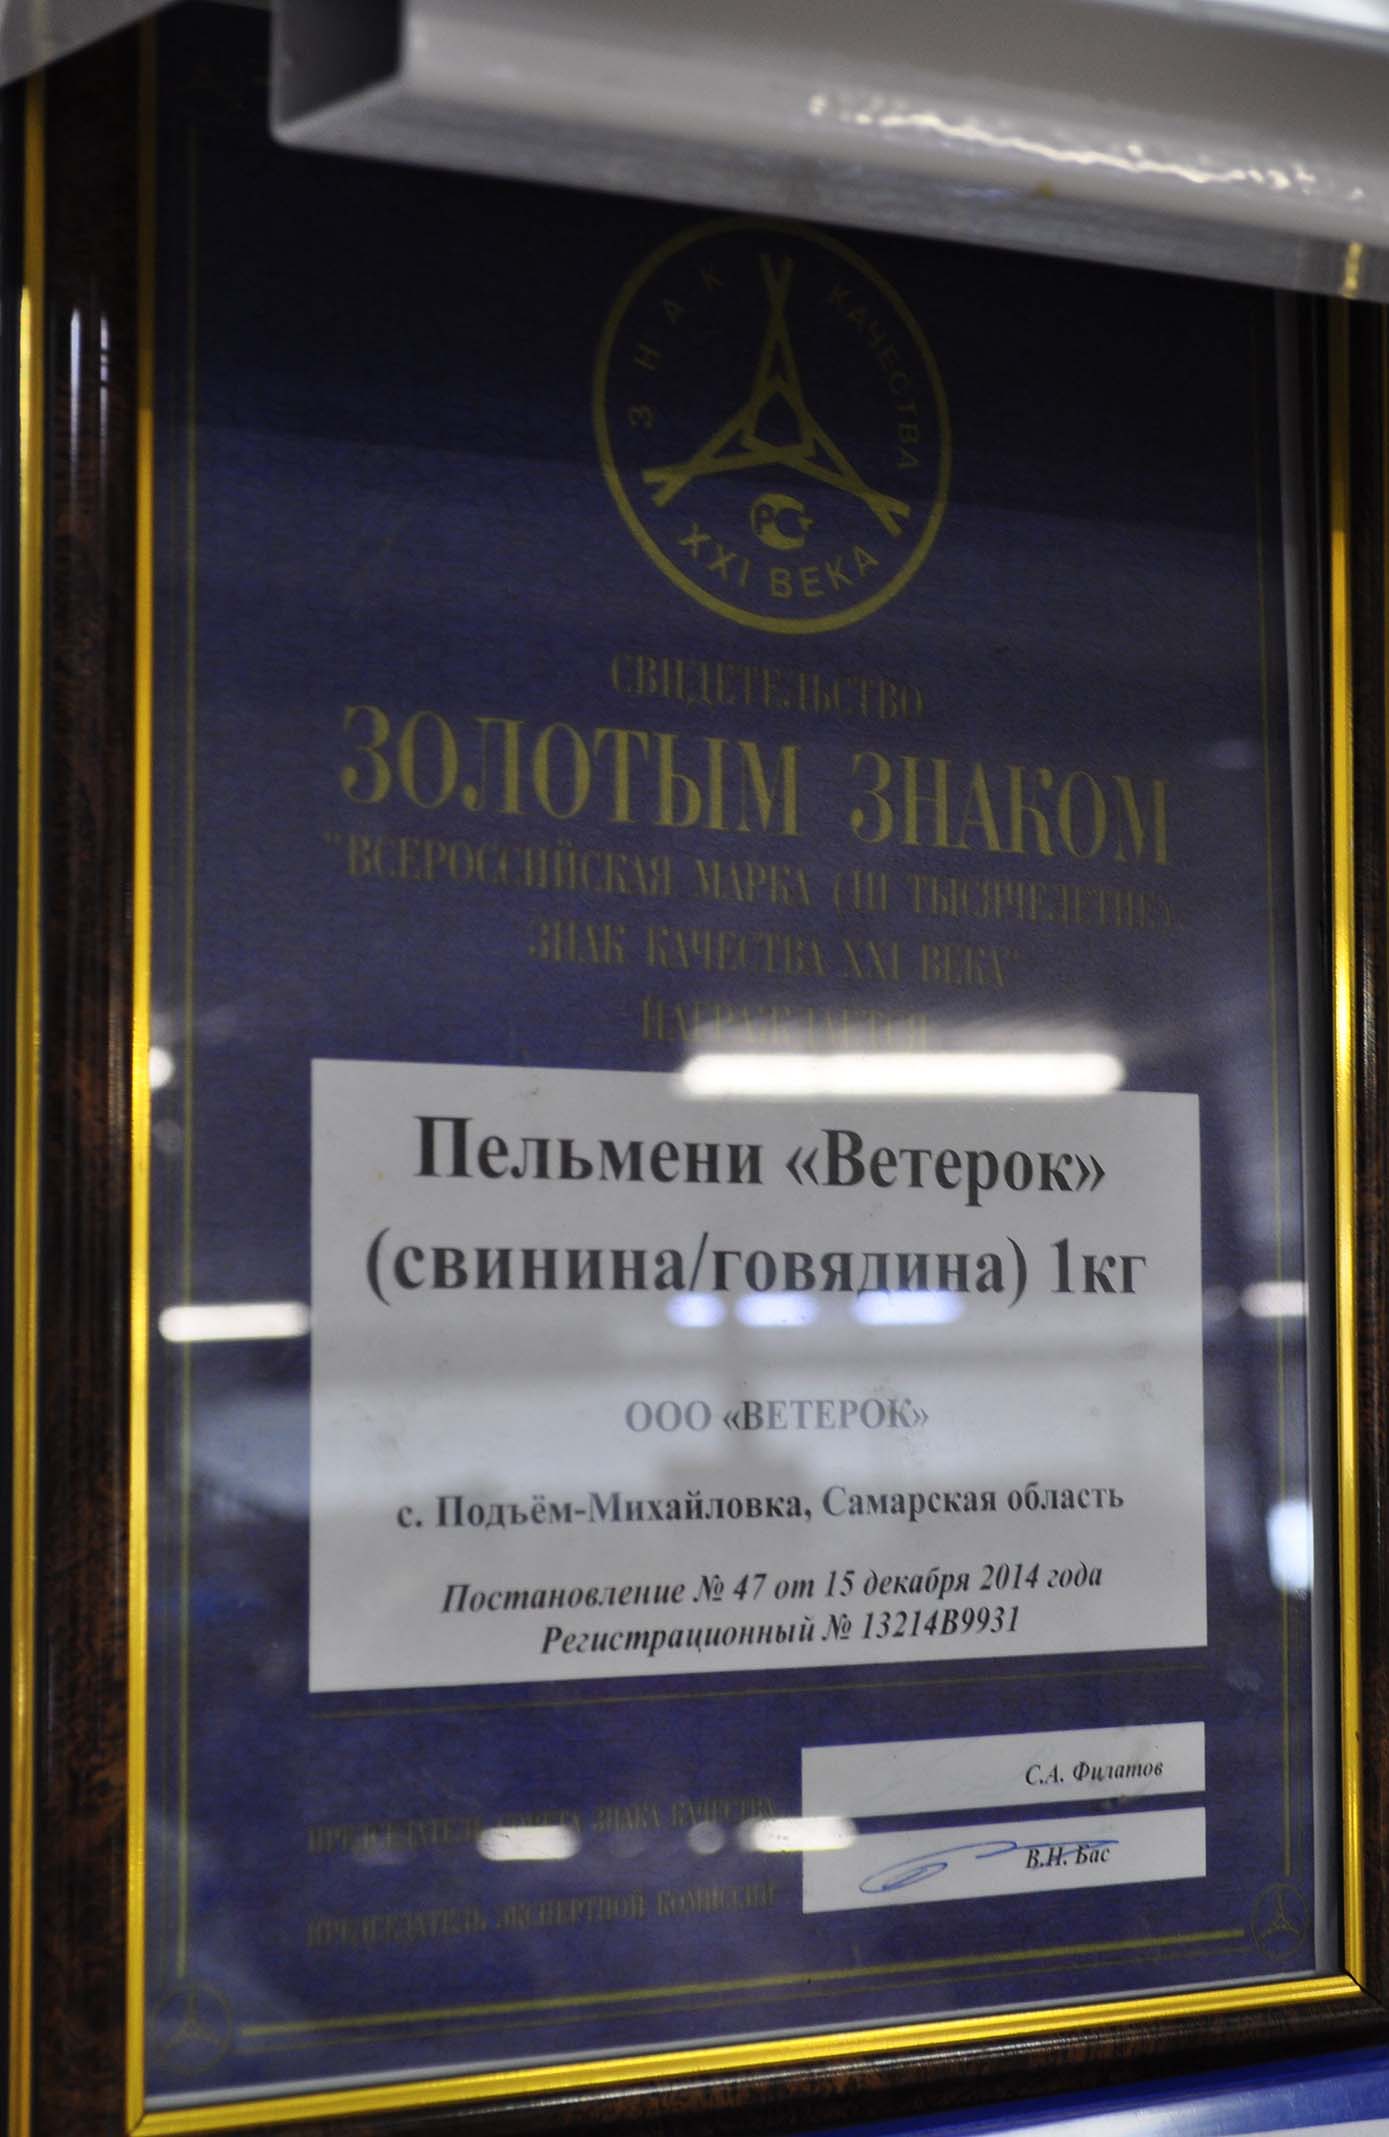 ЗНАК КАЧЕСТВА
XXI ВЕКА
РСТ
СВИДЕТЕЛЬСТВО
ЗОЛОТЫМ ЗНАКОМ
"ВСЕРОССИЙСКАЯ МАРКА (III ТЫСЯЧЕЛЕТИЕ).
ЗНАК КАЧЕСТВА XXI ВЕКА"
НАГРАЖДАЕТСЯ
Пельмени «Ветерок»
(свинина/говядина) 1кг
ООО «ВЕТЕРОК»
с. Подъём-Михайловка, Самарская область
Постановление № 47 от 15 декабря 2014 года
Регистрационный № 13214В9931
С.А. Филатов
ПРЕДСЕДАТЕЛЬ СОВЕТА ЗНАКА КАЧЕСТВА
В.Н. Бас
ПРЕДСЕДАТЕЛЬ ЭКСПЕРТНОЙ КОМИССИИ